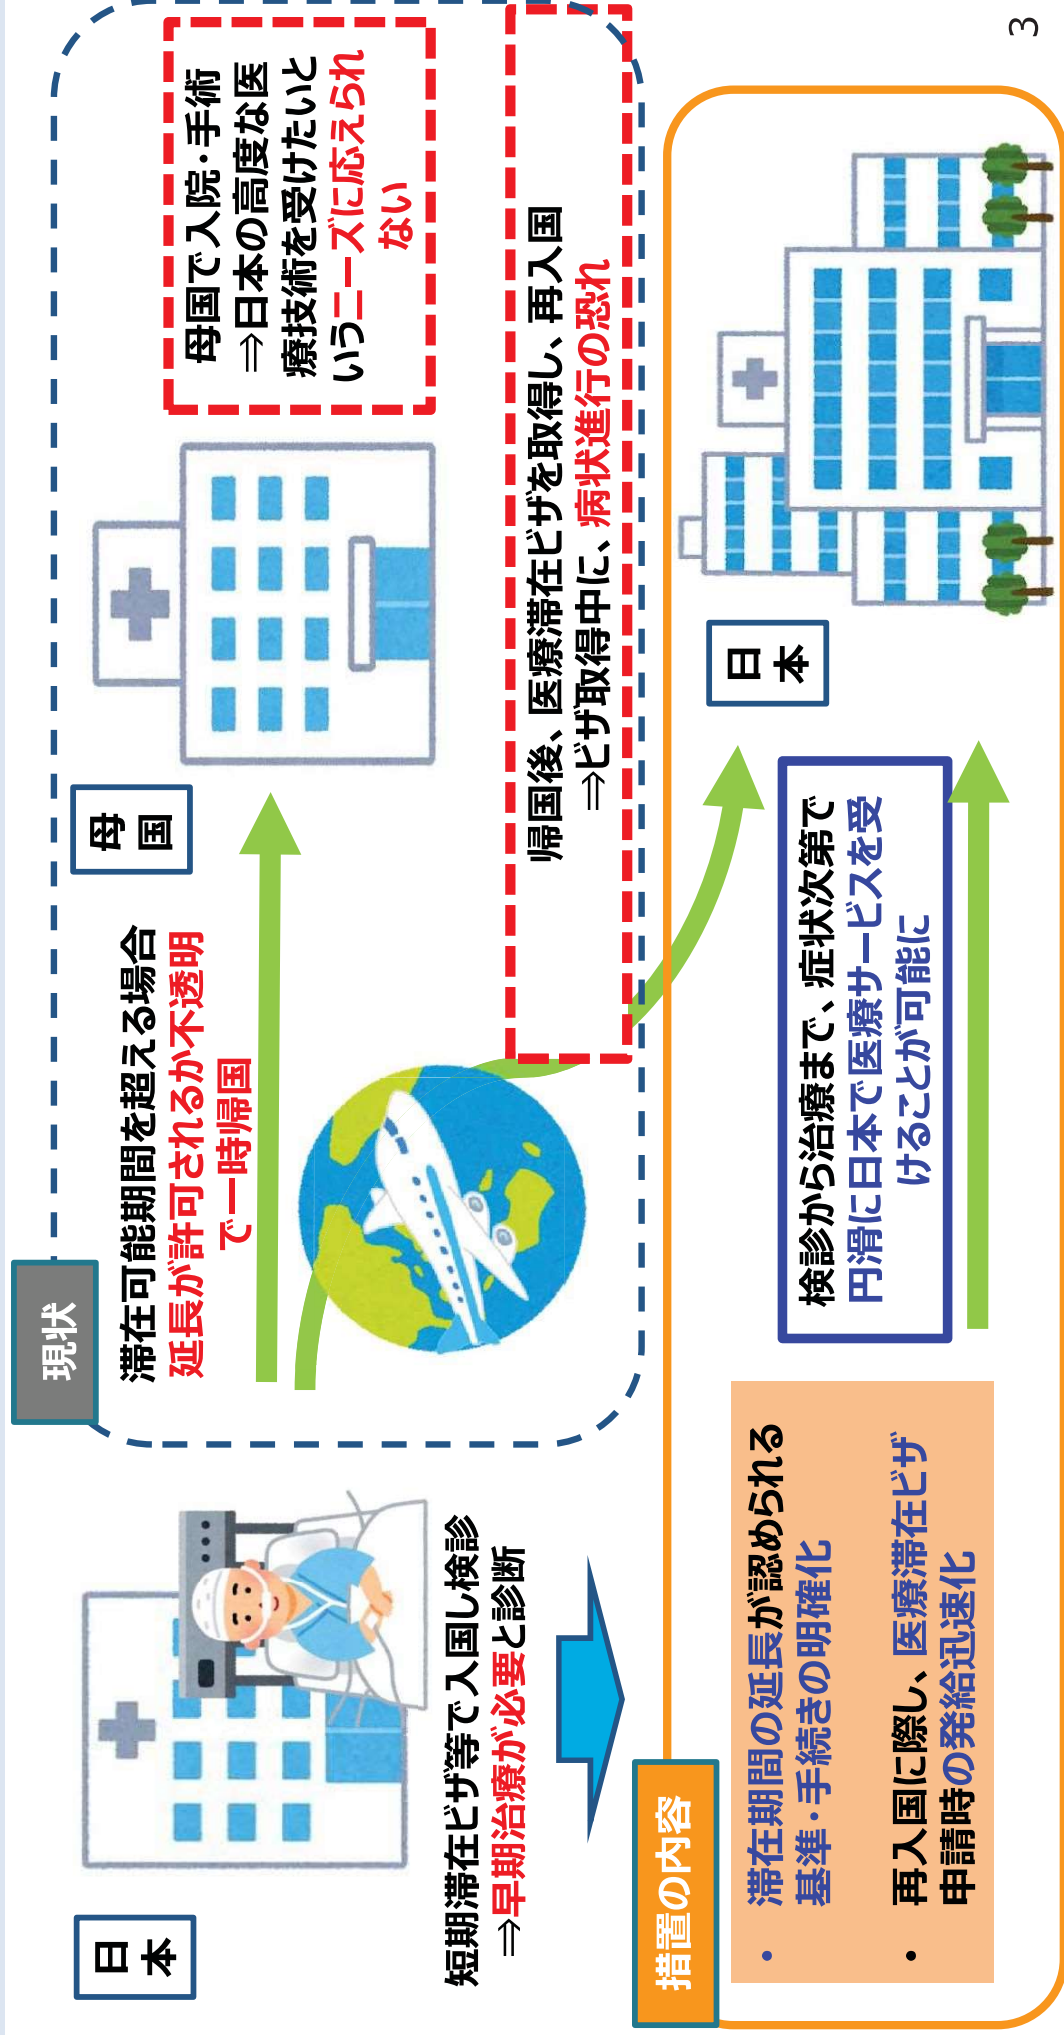 現状
日
本
短期滞在ビザ等で入国し検診
⇒早期治療が必要と診断
滞在可能期間を超える場合
延長が許可されるか不透明
で一時帰国
母
国
母国で入院・手術
⇒日本の高度な医
療技術を受けたいと
いうニーズに応えられ
ない
帰国後、医療滞在ビザを取得し、再入国
⇒ビザ取得中に、病状進行の恐れ
措置の内容
• 滞在期間の延長が認められる
基準・手続きの明確化
• 再入国に際し、医療滞在ビザ
申請時の発給迅速化
検診から治療まで、症状次第で
円滑に日本で医療サービスを受
けることが可能に
日
本
3